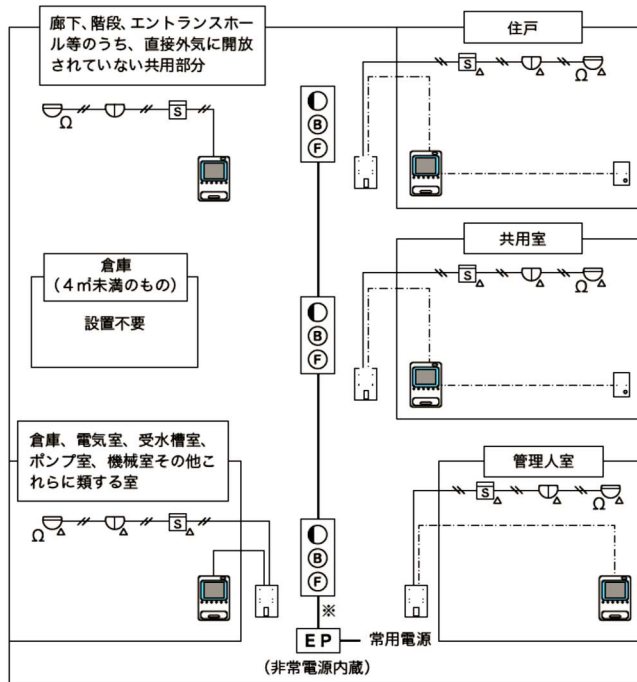 廊下、階段、エントランスホー
ル等のうち、直接外気に開放
されていない共用部分
Ω
S
B
F
住戸
S
Ω
倉庫
(4㎡未満のもの)
設置不要
B
F
共用室
S
Ω
倉庫、電気室、受水槽室、
ポンプ室、機械室その他こ
れらに類する室
Ω
S
B
F
※
EP
常用電源
(非常電源内蔵)
管理人室
S
Ω